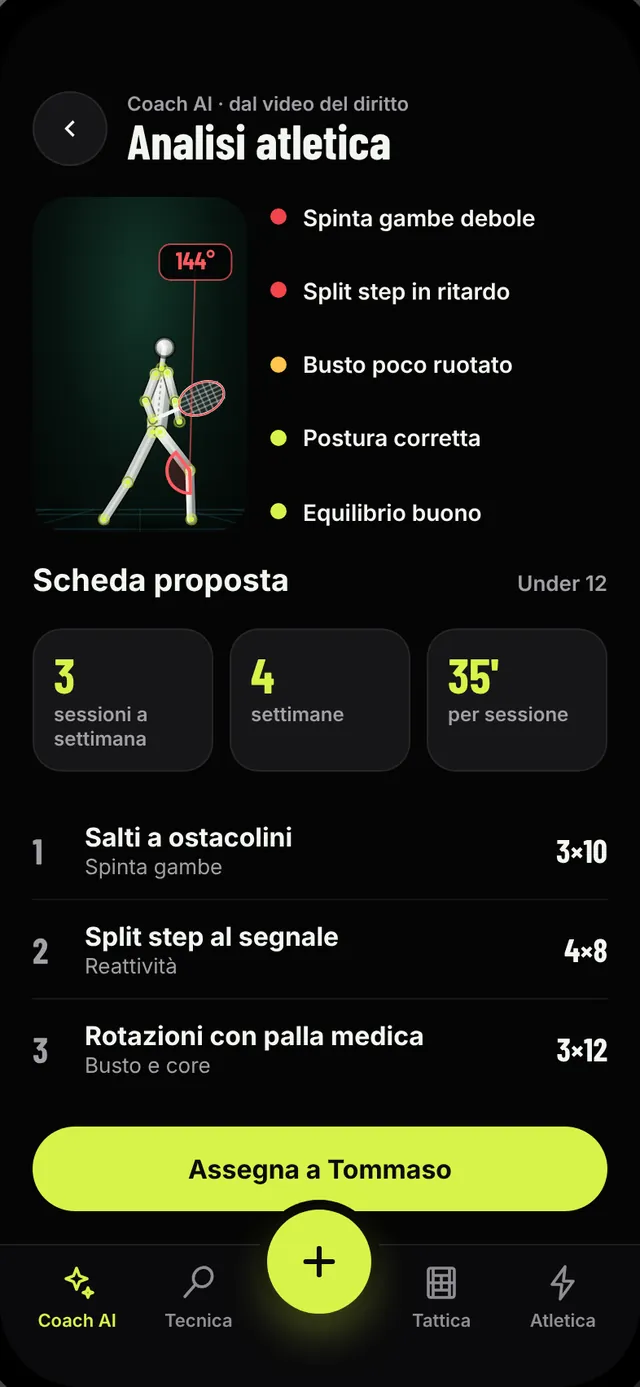 Coach AI · dal video del diritto
Analisi atletica
144°
Spinta gambe debole
Split step in ritardo
Busto poco ruotato
Postura corretta
Equilibrio buono
Scheda proposta
Under 12
3
sessioni a
settimana
4
settimane
35'
per sessione
1
Salti a ostacolini
Spinta gambe
3×10
2
Split step al segnale
Reattività
4×8
3
Rotazioni con palla medica
Busto e core
3×12
Assegna a Tommaso
Coach AI
Tecnica
Tattica
Atletica